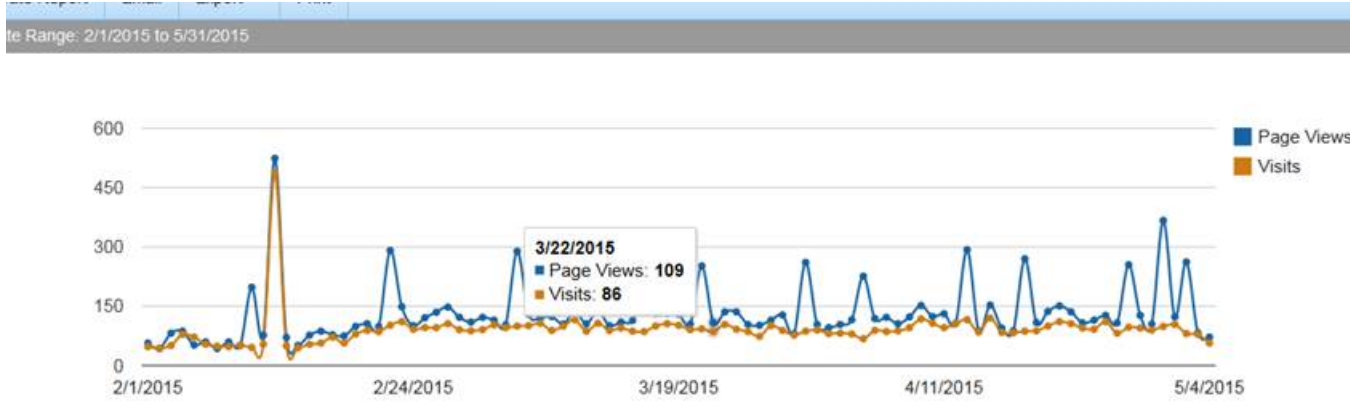 te Range: 2/1/2015 to 5/31/2015
600
450
300
150
0
Page Views
Visits
3/22/2015
Page Views: 109
Visits: 86
2/1/2015 2/24/2015 3/19/2015 4/11/2015 5/4/2015